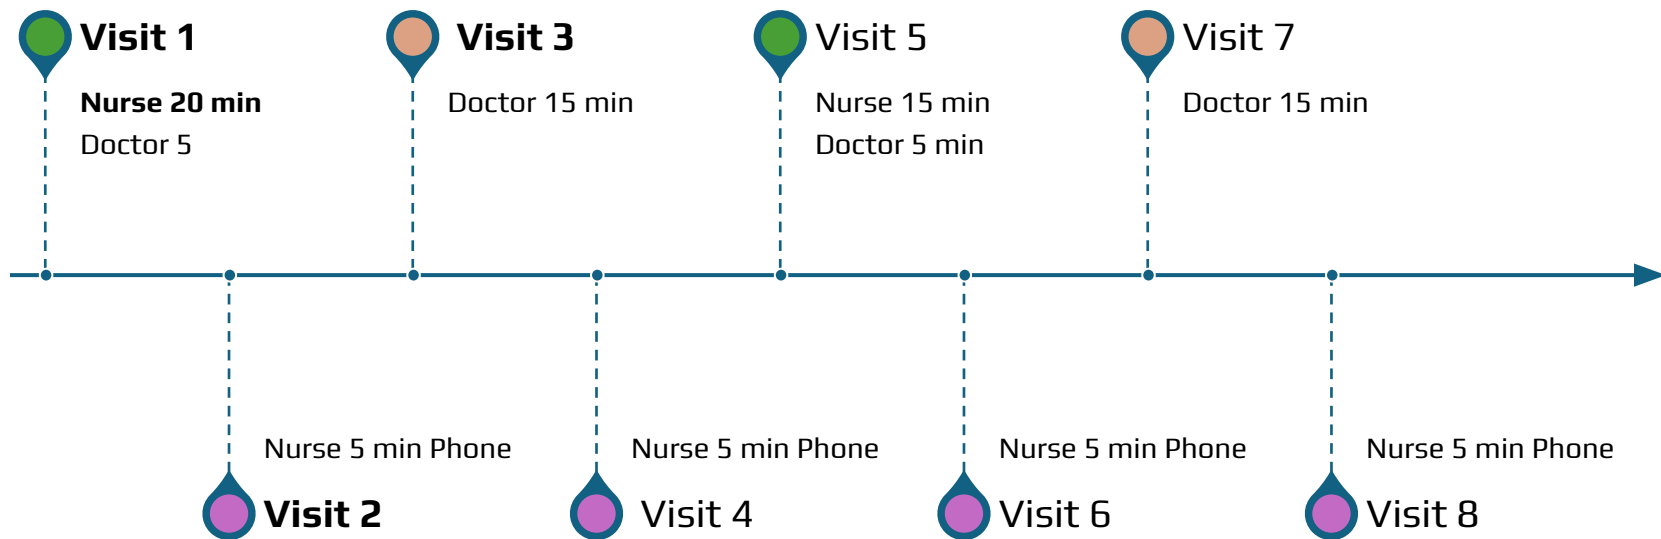 Visit 1
Nurse 20 min
Doctor 5
Visit 3
Doctor 15 min
Visit 5
Nurse 15 min
Doctor 5 min
Visit 7
Doctor 15 min
Nurse 5 min Phone
Visit 2
Nurse 5 min Phone
Visit 4
Nurse 5 min Phone
Visit 6
Nurse 5 min Phone
Visit 8